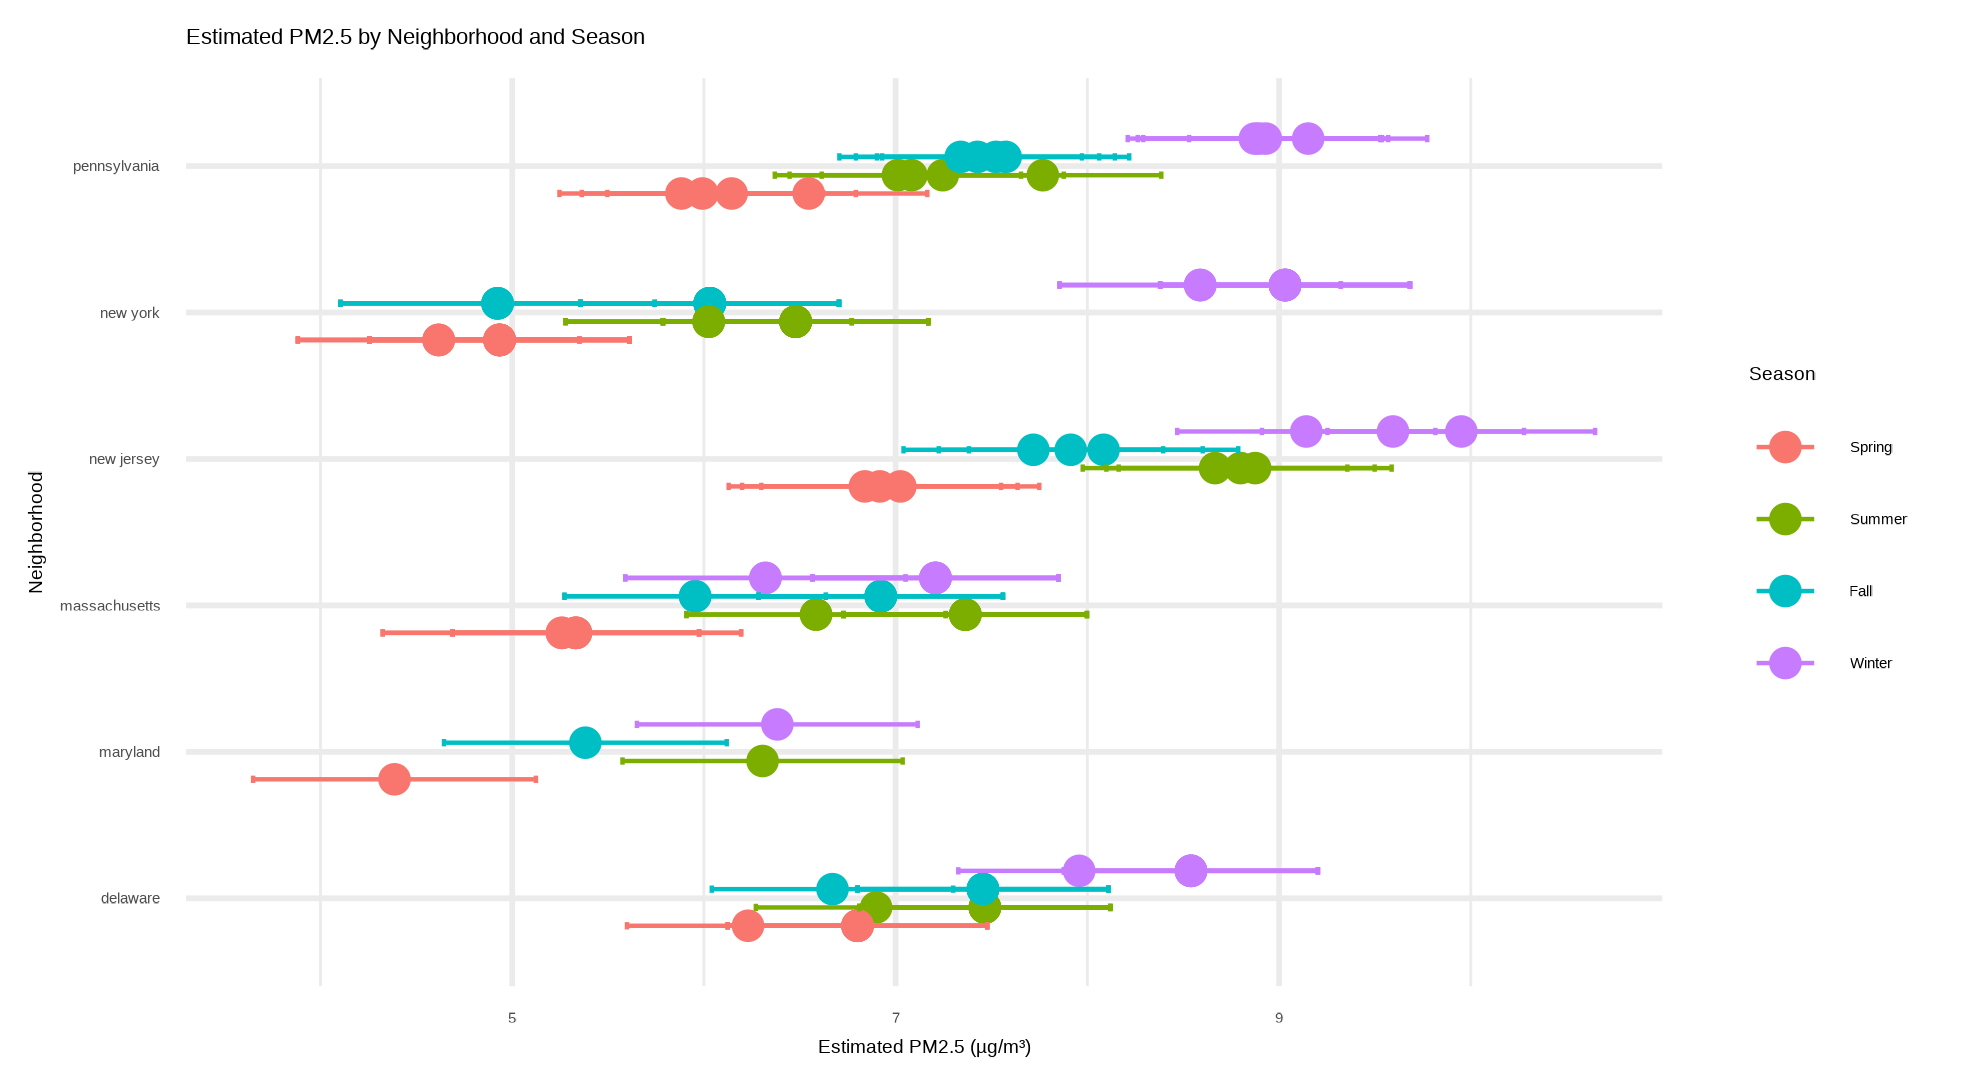 Estimated PM2.5 by Neighborhood and Season
pennsylvania
new york
new jersey
massachusetts
maryland
delaware
Neighborhood
5 7 9
Estimated PM2.5 (µg/m³)
Season
Spring
Summer
Fall
Winter